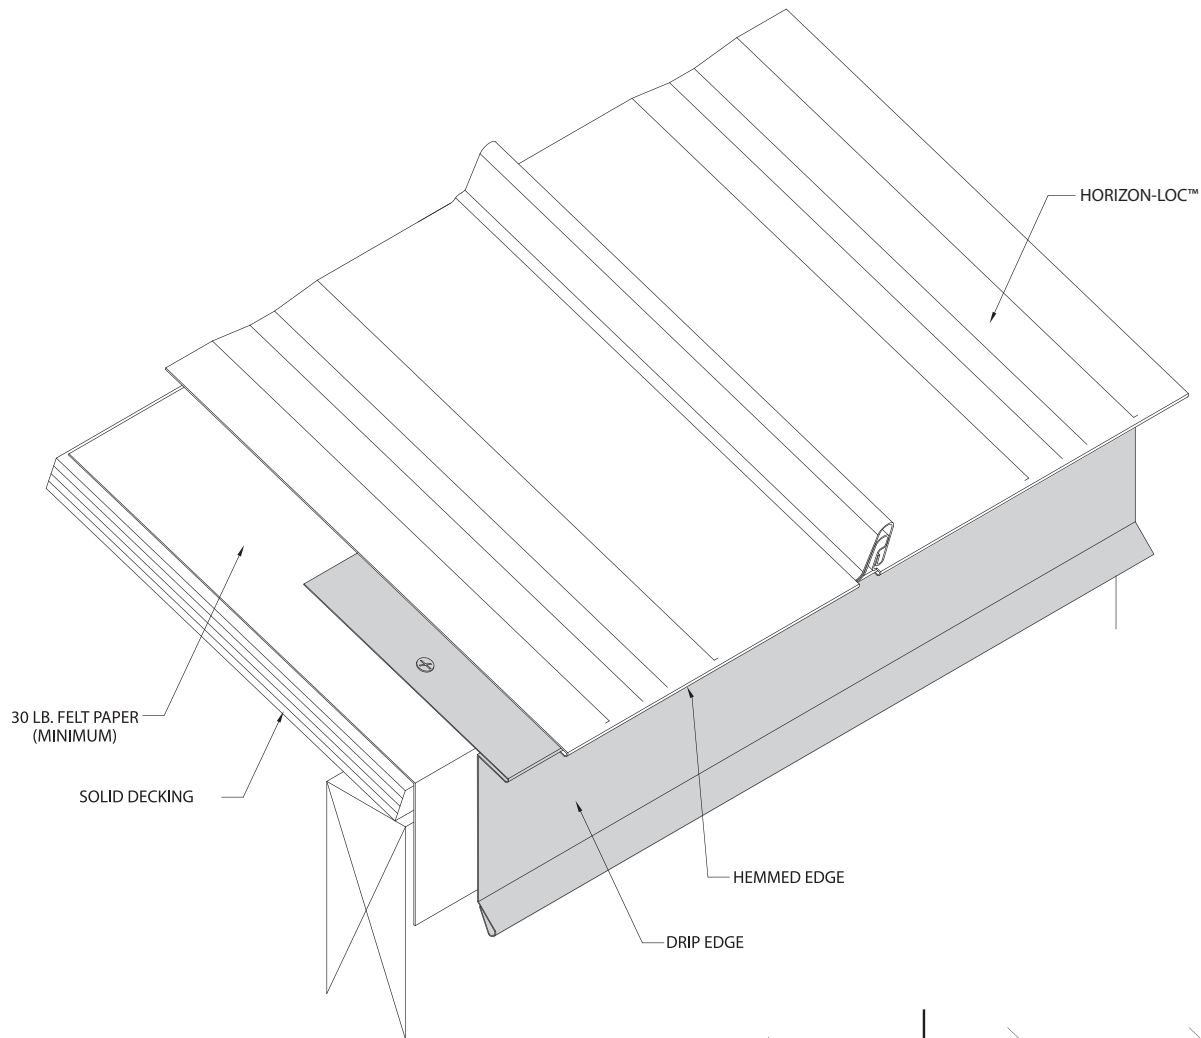 HORIZON-LOC™
30 LB. FELT PAPER
(MINIMUM)
SOLID DECKING
HEMMED EDGE
DRIP EDGE